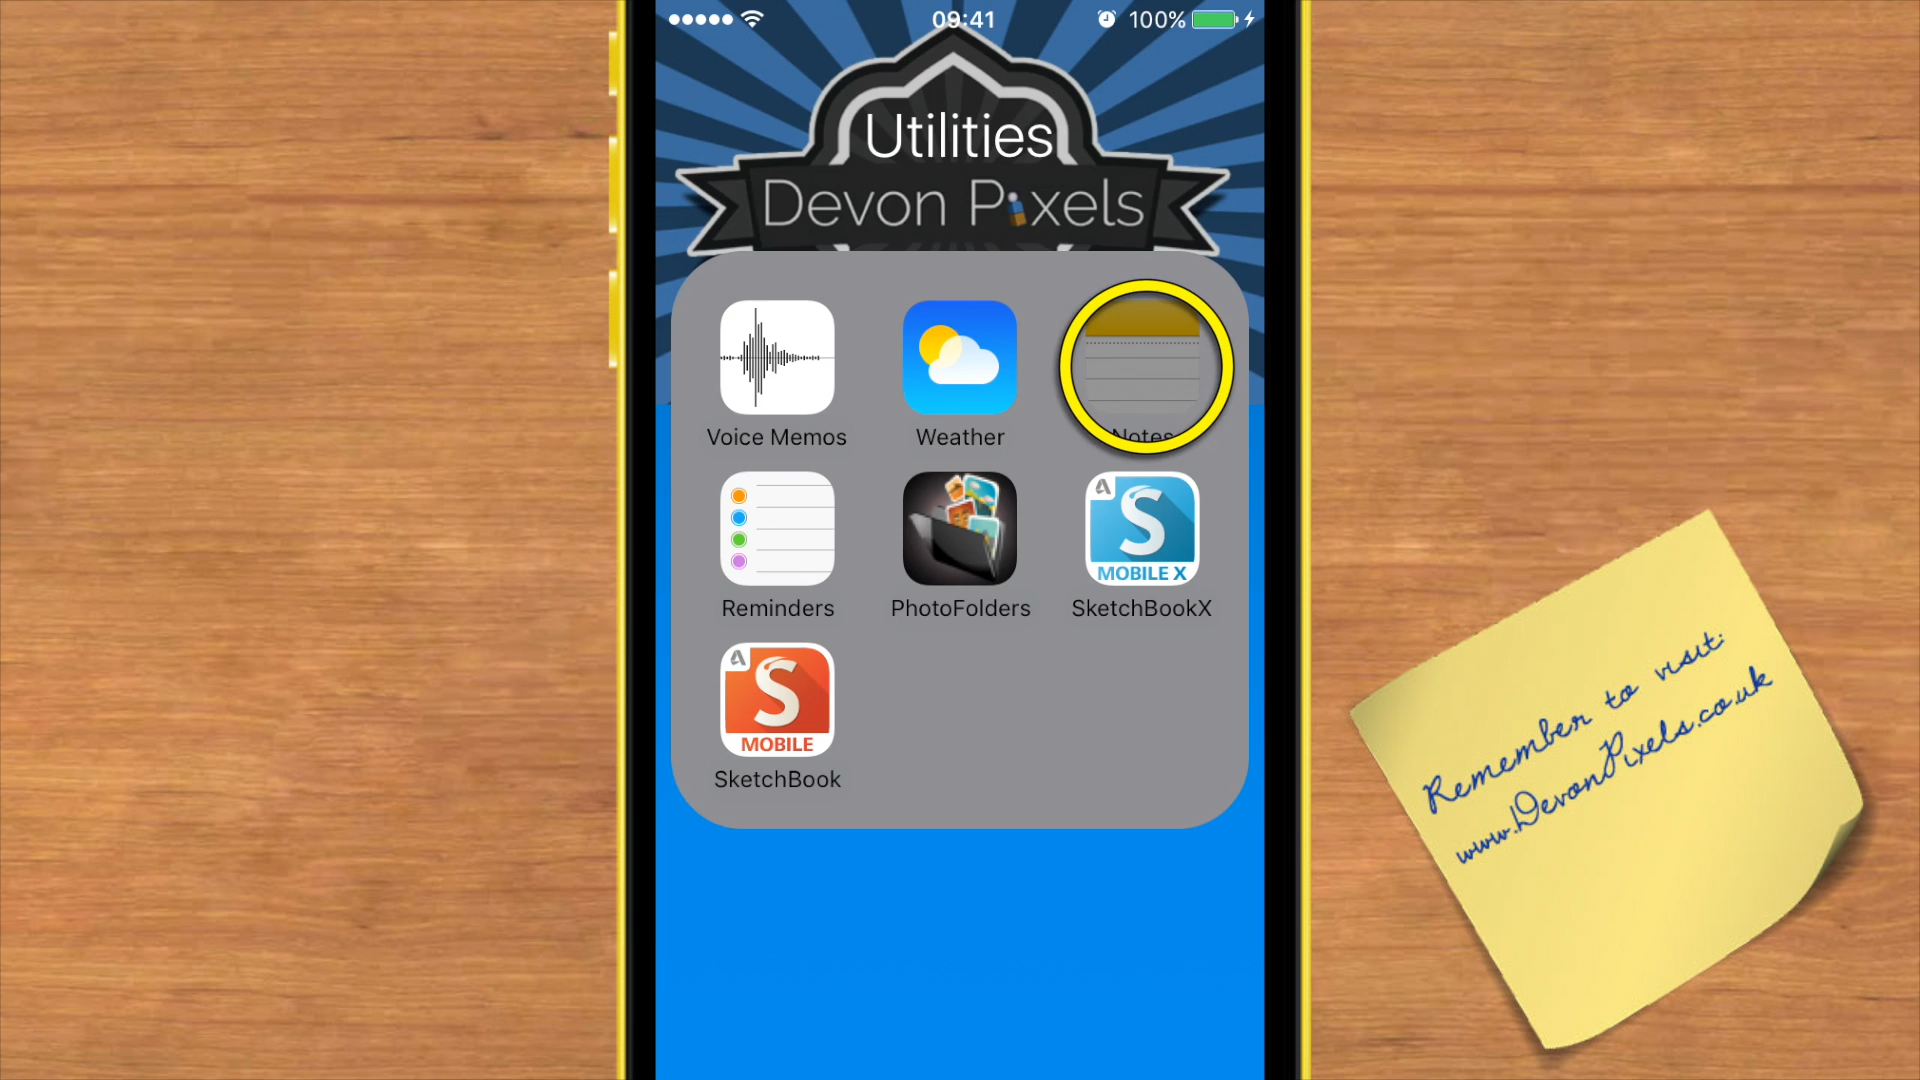 09:41
100%
Utilities
Devon Pixels
Voice Memos
Weather
Notes
Reminders
PhotoFolders
S
MOBILE X
SketchBookX
S
MOBILE
SketchBook
Remember to visit:
www.DevonPixels.co.uk